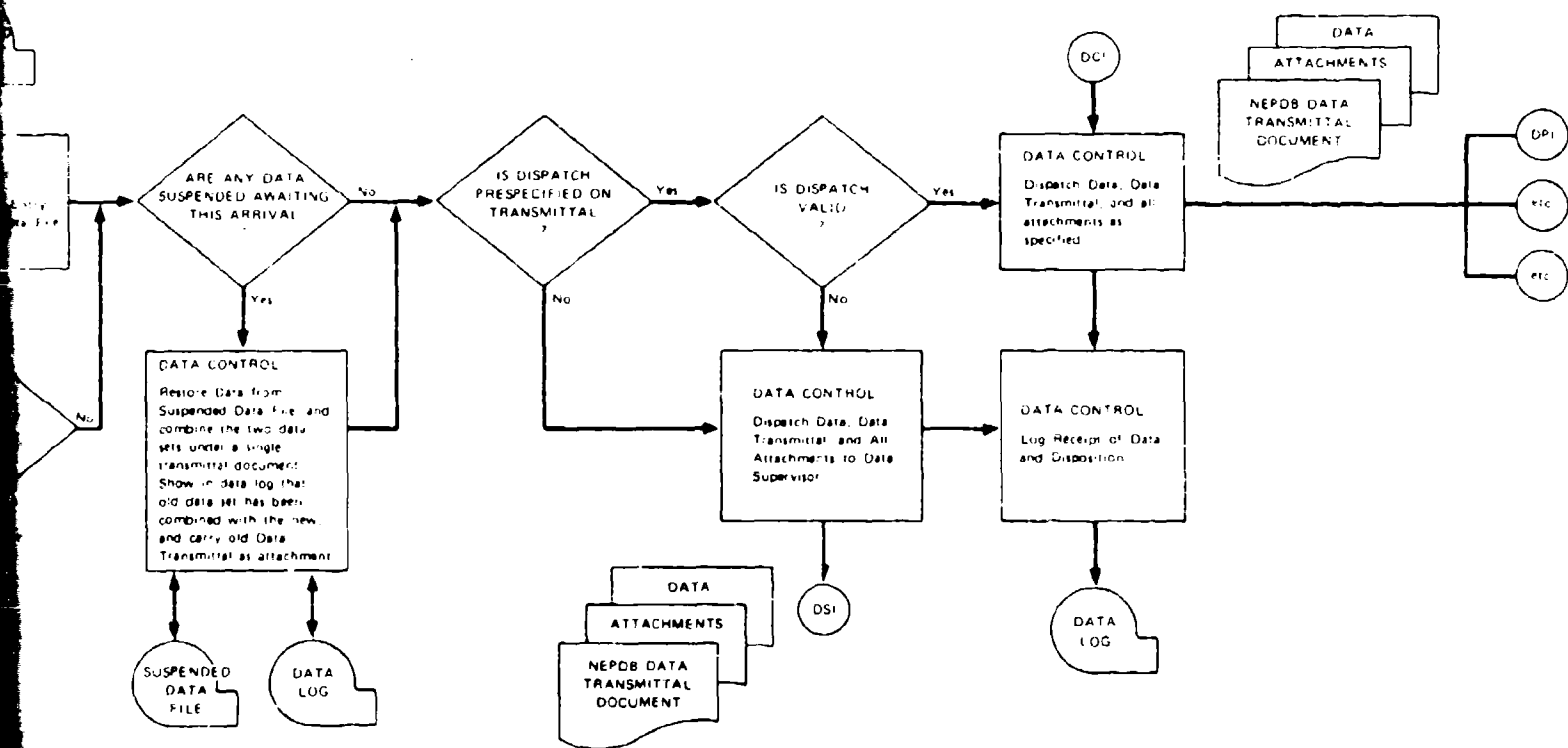 DATA
ATTACHMENTS
NEPDB DATA
TRANSMITTAL
DOCUMENT
DC1
DP1
etc
etc
Entry
File
No
ARE ANY DATA
SUSPENDED AWAITING
THIS ARRIVAL
No
Yes
IS DISPATCH
PRESPECIFIED ON
TRANSMITTAL
?
Yes
No
IS DISPATCH
VALID
?
Yes
No
DATA CONTROL
Dispatch Data, Data
Transmittal, and all
attachments as
specified
DATA CONTROL
Restore Data from
Suspended Data File and
combine the two data
sets under a single
transmittal document
Show in data log that
old data set has been
combined with the new,
and carry old Data
Transmittal as attachment
DATA CONTROL
Dispatch Data, Data
Transmittal and All
Attachments to Data
Supervisor
DATA CONTROL
Log Receipt of Data
and Disposition
SUSPENDED
DATA
FILE
DATA
LOG
DATA
ATTACHMENTS
NEPDB DATA
TRANSMITTAL
DOCUMENT
DS1
DATA
LOG